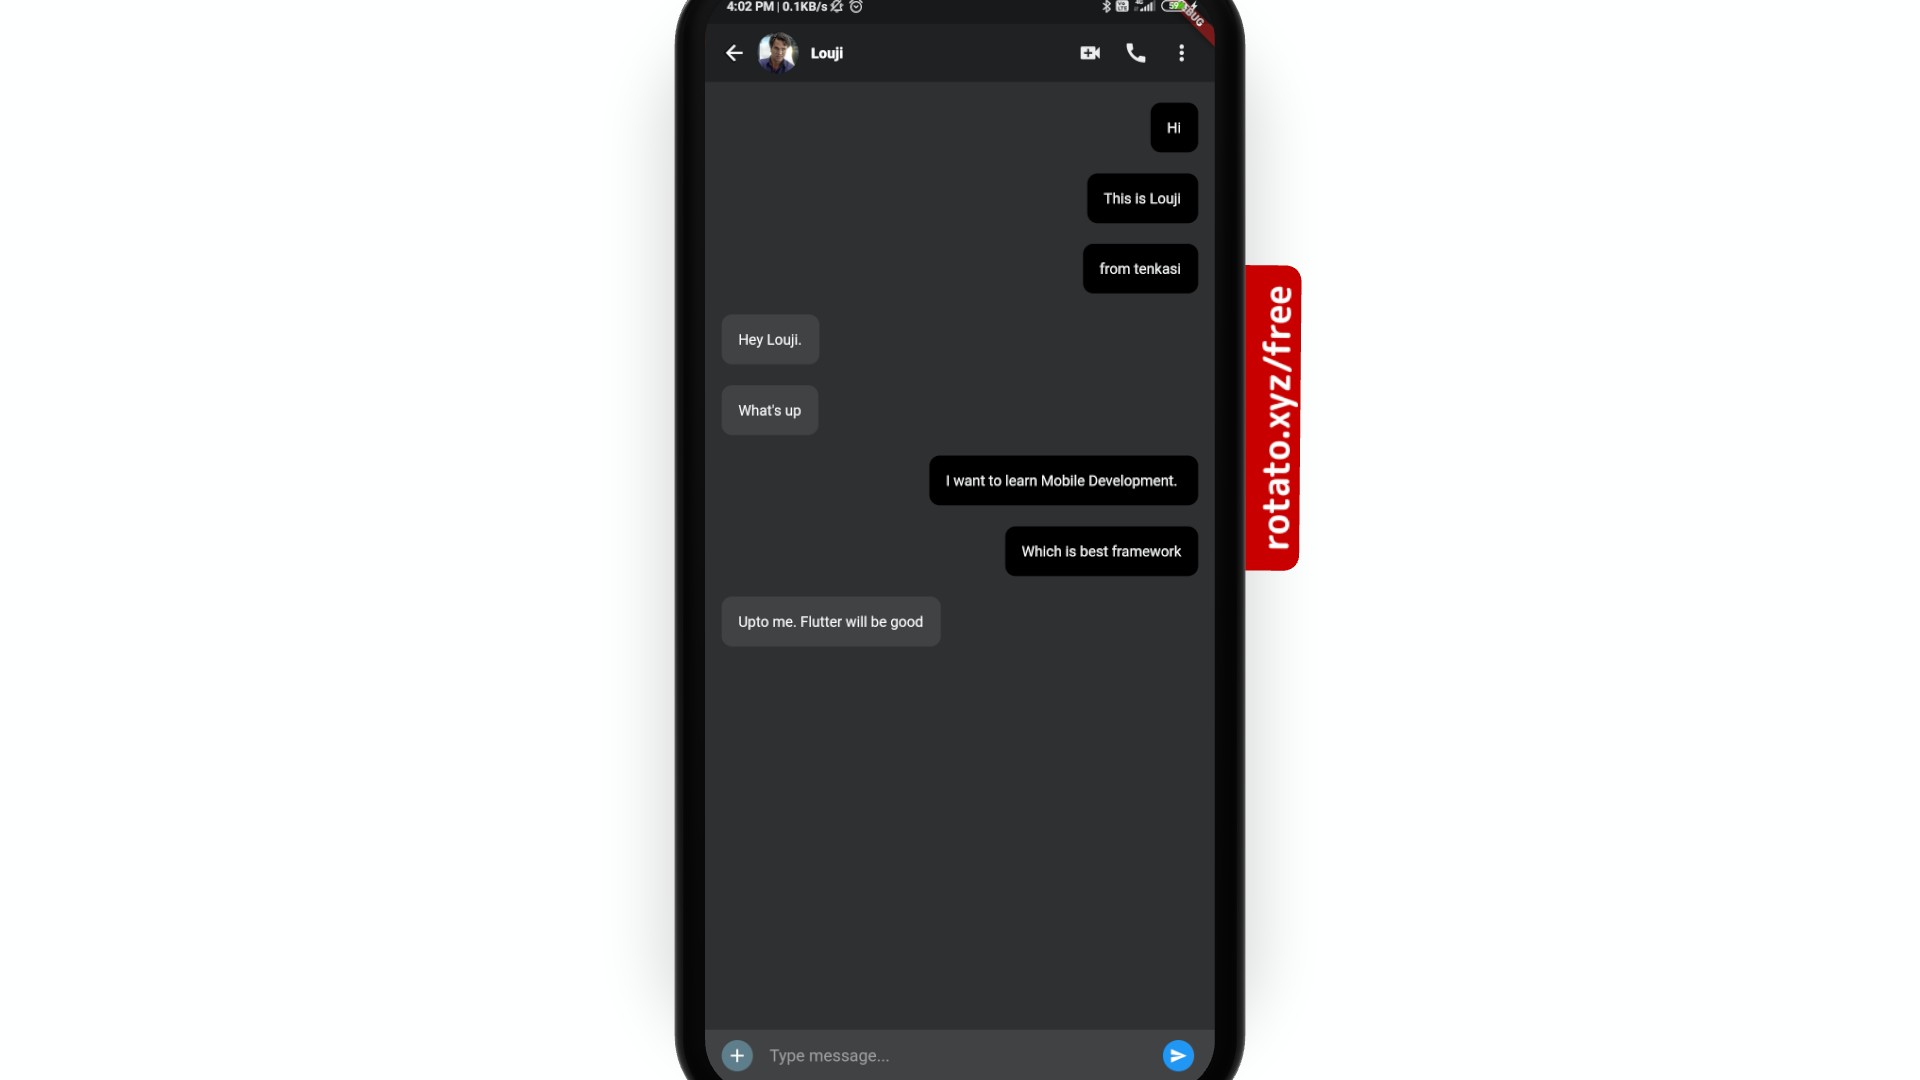 4:02 PM | 0.1KB/s
59
Louji
Hi
This is Louji
from tenkasi
Hey Louji.
What's up
I want to learn Mobile Development.
Which is best framework
Upto me. Flutter will be good
Type message...
rotato.xyz/free